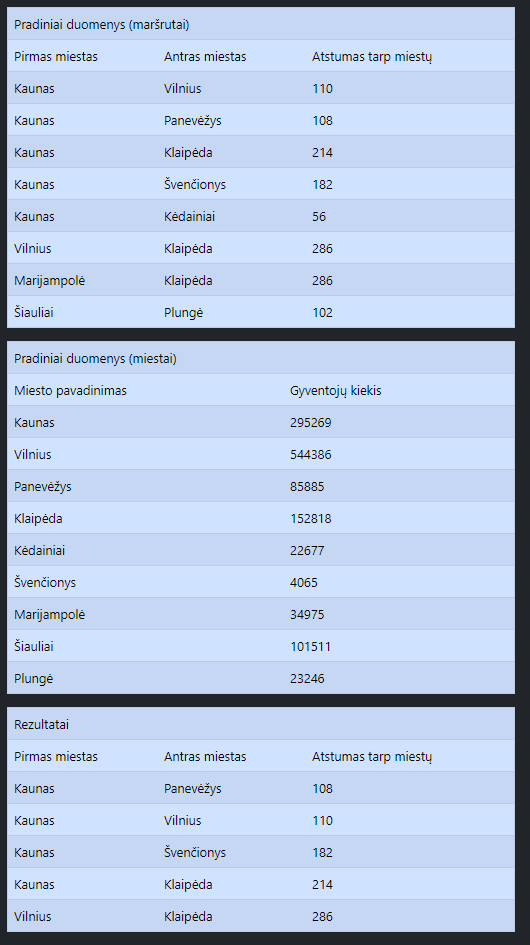 Pradiniai duomenys (maršrutai)
Pirmas miestas Antras miestas Atstumas tarp miestų
Kaunas Vilnius 110
Kaunas Panevėžys 108
Kaunas Klaipėda 214
Kaunas Švenčionys 182
Kaunas Kėdainiai 56
Vilnius Klaipėda 286
Marijampolė Klaipėda 286
Šiauliai Plungė 102
Pradiniai duomenys (miestai)
Miesto pavadinimas Gyventojų kiekis
Kaunas 295269
Vilnius 544386
Panevėžys 85885
Klaipėda 152818
Kėdainiai 22677
Švenčionys 4065
Marijampolė 34975
Šiauliai 101511
Plungė 23246
Rezultatai
Pirmas miestas Antras miestas Atstumas tarp miestų
Kaunas Panevėžys 108
Kaunas Vilnius 110
Kaunas Švenčionys 182
Kaunas Klaipėda 214
Vilnius Klaipėda 286